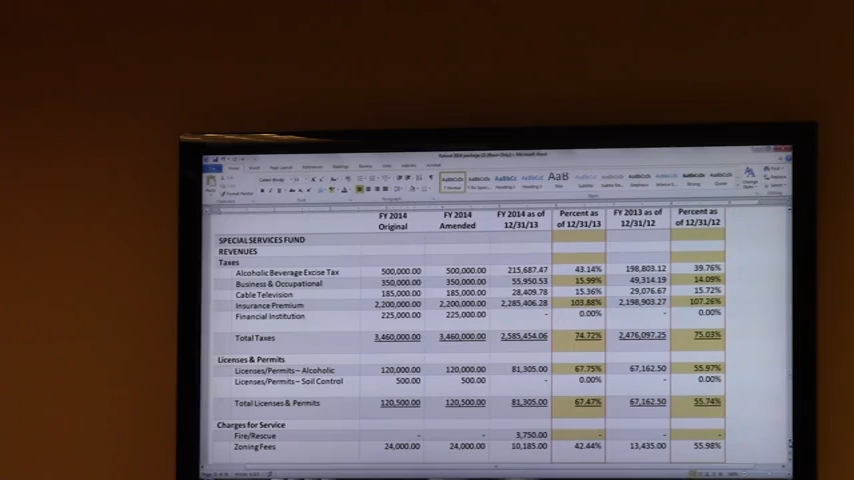 FY 2014 FY 2014 FY 2014 as of Percent as FY 2013 as of Percent as
Original Amended 12/31/13 of 12/31/13 12/31/12 of 12/31/12
SPECIAL SERVICES FUND
REVENUES
Taxes
Alcoholic Beverage Excise Tax 500,000.00 500,000.00 215,687.47 43.14% 198,803.12 39.76%
Business & Occupational 350,000.00 350,000.00 55,950.53 15.99% 49,314.19 14.09%
Cable Television 185,000.00 185,000.00 28,409.78 15.36% 29,076.67 15.72%
Insurance Premium 2,200,000.00 2,200,000.00 2,285,406.28 103.88% 2,198,903.27 107.26%
Financial Institution 225,000.00 225,000.00 - 0.00% - 0.00%
Total Taxes 3,460,000.00 3,460,000.00 2,585,454.06 74.72% 2,476,097.25 75.03%
Licenses & Permits
Licenses/Permits – Alcoholic 120,000.00 120,000.00 81,305.00 67.75% 67,162.50 55.97%
Licenses/Permits – Soil Control 500.00 500.00 - 0.00% - 0.00%
Total Licenses & Permits 120,500.00 120,500.00 81,305.00 67.47% 67,162.50 55.74%
Charges for Service
Fire/Rescue - - 3,750.00 - - -
Zoning Fees 24,000.00 24,000.00 10,185.00 42.44% 13,435.00 55.98%